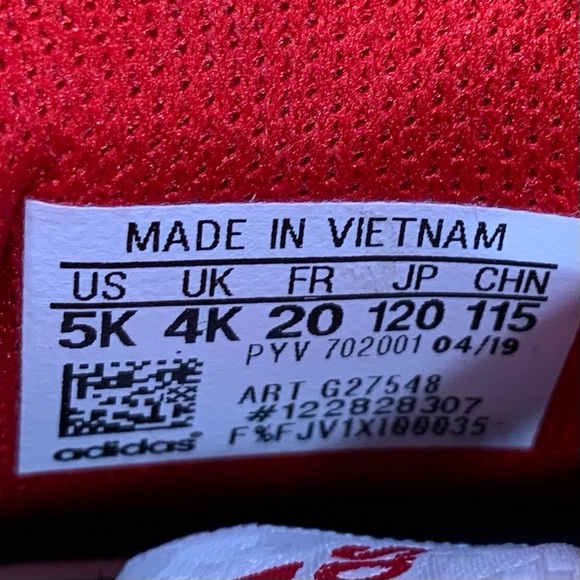 MADE IN VIETNAM
US UK FR JP CHN
5K 4K 20 120 115
PYV 702001 04/19
ART G27548
#122828307
F%FJV1XI00035
adidas